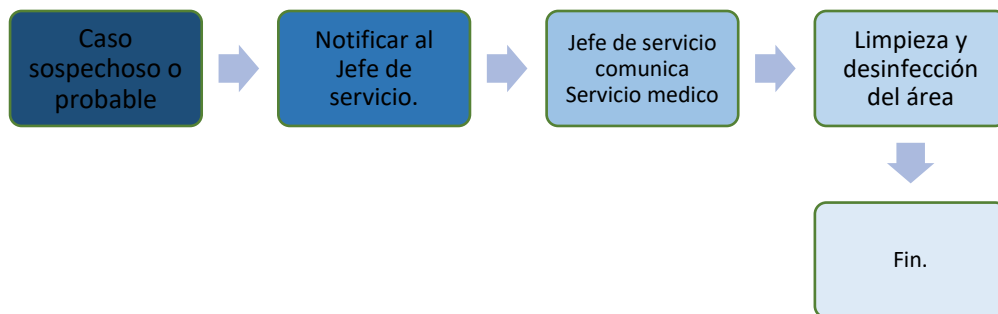 Caso
sospechoso o
probable
Notificar al
Jefe de
servicio.
Jefe de servicio
comunica
Servicio medico
Limpieza y
desinfección
del área
Fin.